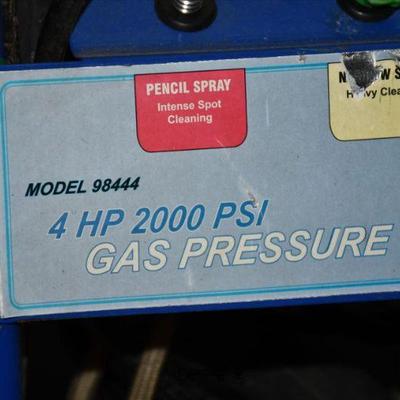 PENCIL SPRAY
Intense Spot
Cleaning
MODEL 98444
4 HP 2000 PSI
GAS PRESSURE